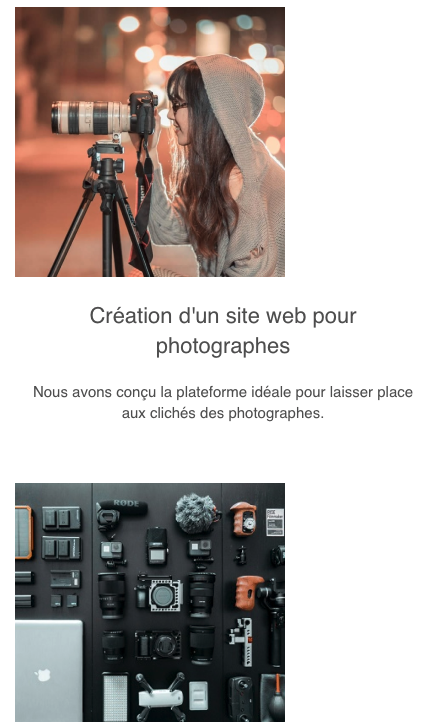 Création d'un site web pour
photographes
Nous avons conçu la plateforme idéale pour laisser place
aux clichés des photographes.
RØDE